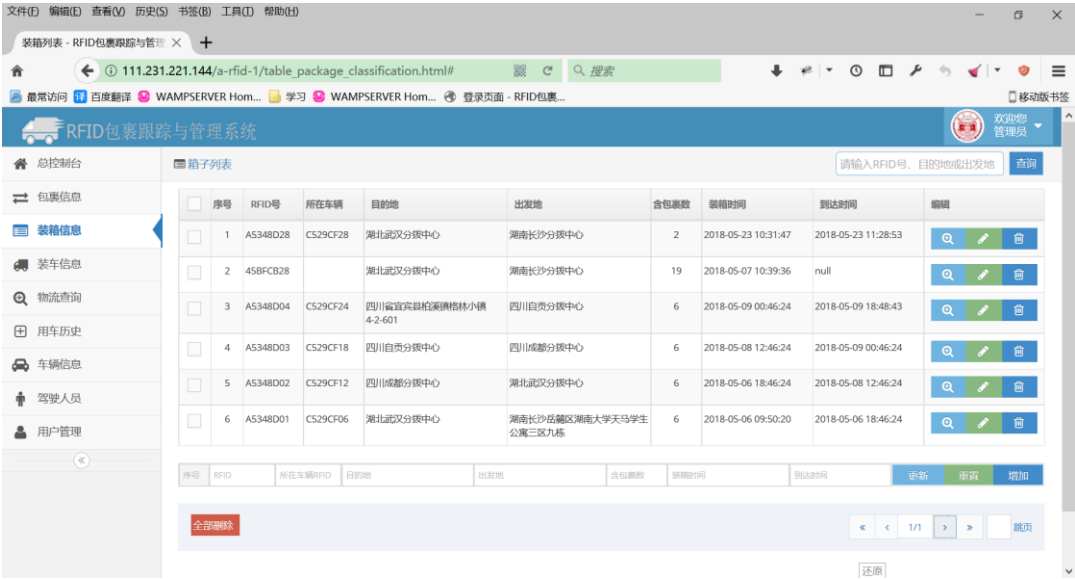 文件(F) 编辑(E) 查看(V) 历史(S) 书签(B) 工具(T) 帮助(H)
装箱列表 - RFID包裹跟踪与管理
111.231.221.144/a-rfid-1/table_package_classification.html# 搜索
最常访问 译 百度翻译 WAMPSERVER Hom... 学习 WAMPSERVER Hom... 登录页面 - RFID包裹... 移动版书签
RFID包裹跟踪与管理系统
欢迎您
管理员
总控制台
包裹信息
装箱信息
装车信息
物流查询
用车历史
车辆信息
驾驶人员
用户管理
箱子列表 请输入RFID号、目的地或出发地 查询
序号 RFID号 所在车辆 目的地 出发地 含包裹数 装箱时间 到达时间 编辑
1 A5348D28 C529CF28 湖北武汉分拨中心 湖南长沙分拨中心 2 2018-05-23 10:31:47 2018-05-23 11:28:53
2 45BFCB28 湖北武汉分拨中心 湖南长沙分拨中心 19 2018-05-07 10:39:36 null
3 A5348D04 C529CF24 四川省宜宾县柏溪镇格林小镇 四川自贡分拨中心 6 2018-05-09 00:46:24 2018-05-09 18:48:43
4-2-601
4 A5348D03 C529CF18 四川自贡分拨中心 四川成都分拨中心 6 2018-05-08 12:46:24 2018-05-09 00:46:24
5 A5348D02 C529CF12 四川成都分拨中心 湖北武汉分拨中心 6 2018-05-06 18:46:24 2018-05-08 12:46:24
6 A5348D01 C529CF06 湖北武汉分拨中心 湖南长沙岳麓区湖南大学天马学生 6 2018-05-06 09:50:20 2018-05-06 18:46:24
公寓三区九栋
序号 RFID 所在车辆RFID 目的地 出发地 含包裹数 装箱时间 到达时间 更新 重置 增加
全部删除 « ‹ 1/1 › » 跳页
还原